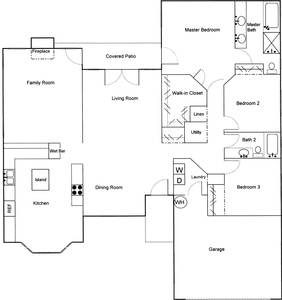 Master Bedroom
Master
Bath
Fireplace
Covered Patio
Family Room
Living Room
Walk-in Closet
Bedroom 2
Linen
Utility
Bath 2
Wet Bar
W
D
Laundry
Island
Dining Room
Bedroom 3
Kitchen
REF
WH
Garage